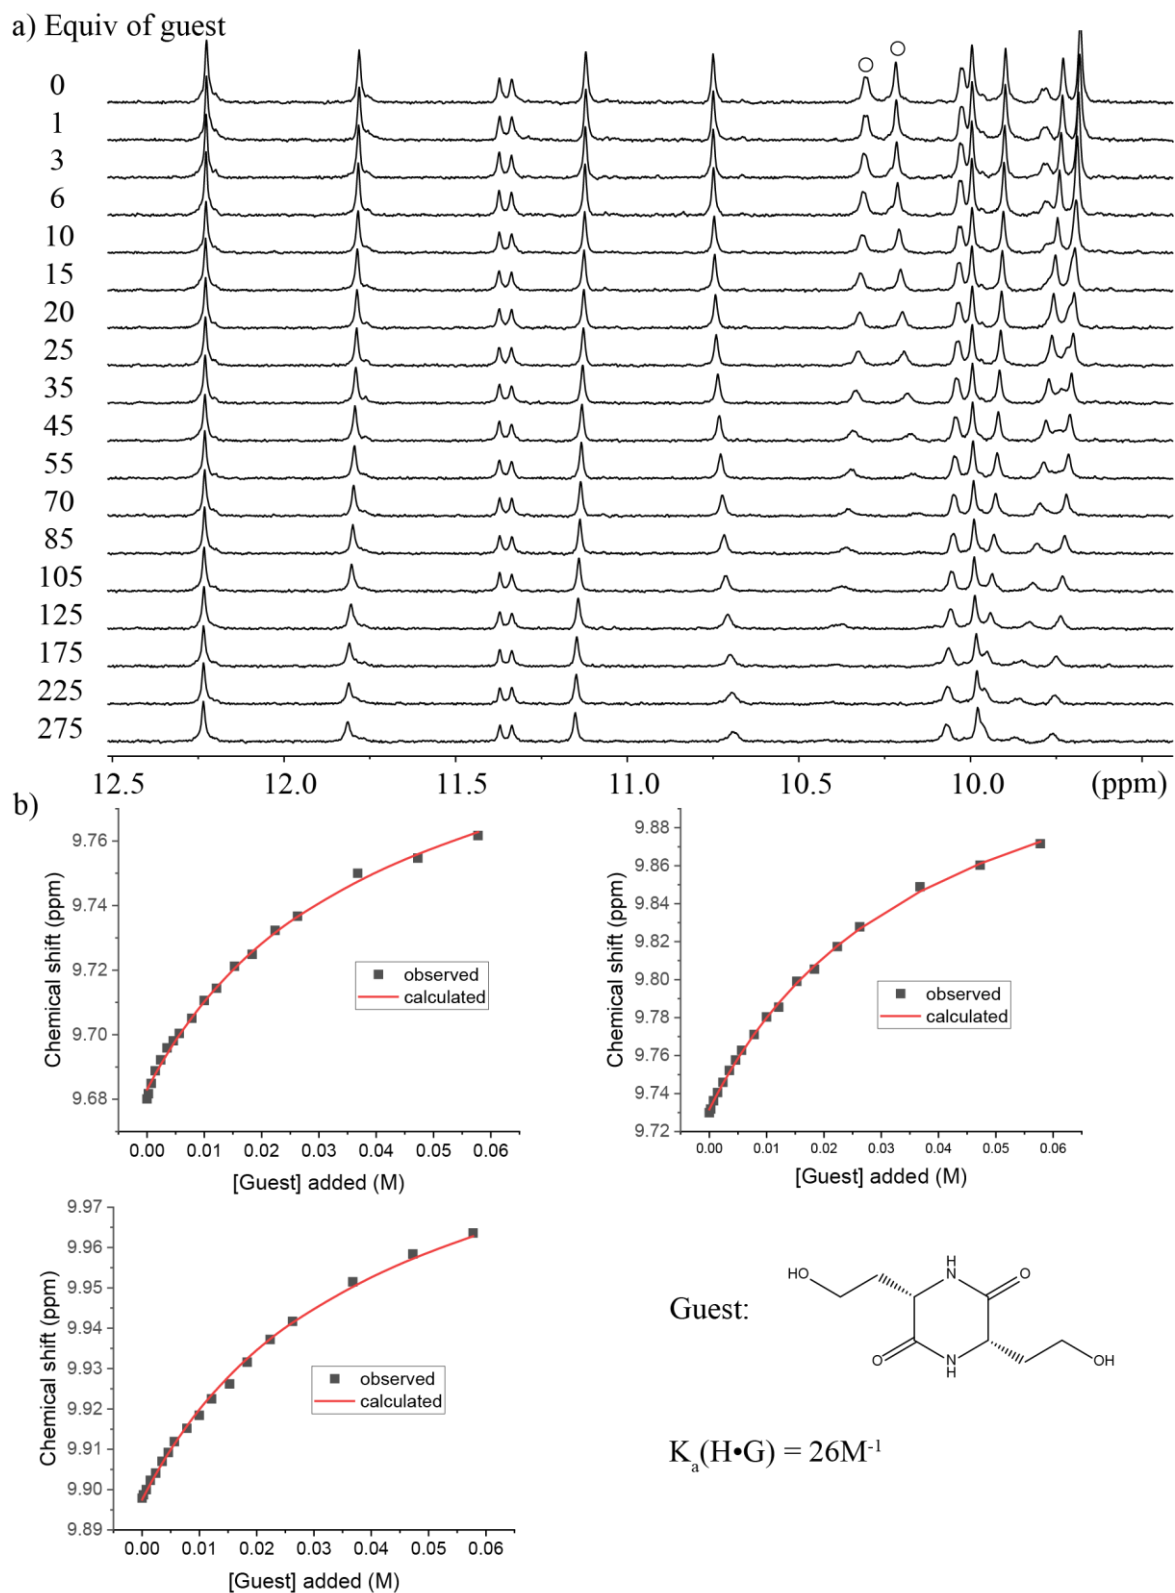 a) Equiv of guest
0
1
3
6
10
15
20
25
35
45
55
70
85
105
125
175
225
275
12.5 12.0 11.5 11.0 10.5 10.0 (ppm)
b)
Chemical shift (ppm)
9.76
9.74
9.72
9.70
9.68
observed
calculated
0.00 0.01 0.02 0.03 0.04 0.05 0.06
[Guest] added (M)
Chemical shift (ppm)
9.88
9.86
9.84
9.82
9.80
9.78
9.76
9.74
9.72
observed
calculated
0.00 0.01 0.02 0.03 0.04 0.05 0.06
[Guest] added (M)
Chemical shift (ppm)
9.97
9.96
9.95
9.94
9.93
9.92
9.91
9.90
9.89
observed
calculated
0.00 0.01 0.02 0.03 0.04 0.05 0.06
[Guest] added (M)
Guest:
HO
H
N
O
O
N
H
OH
Ka(H•G) = 26M-1